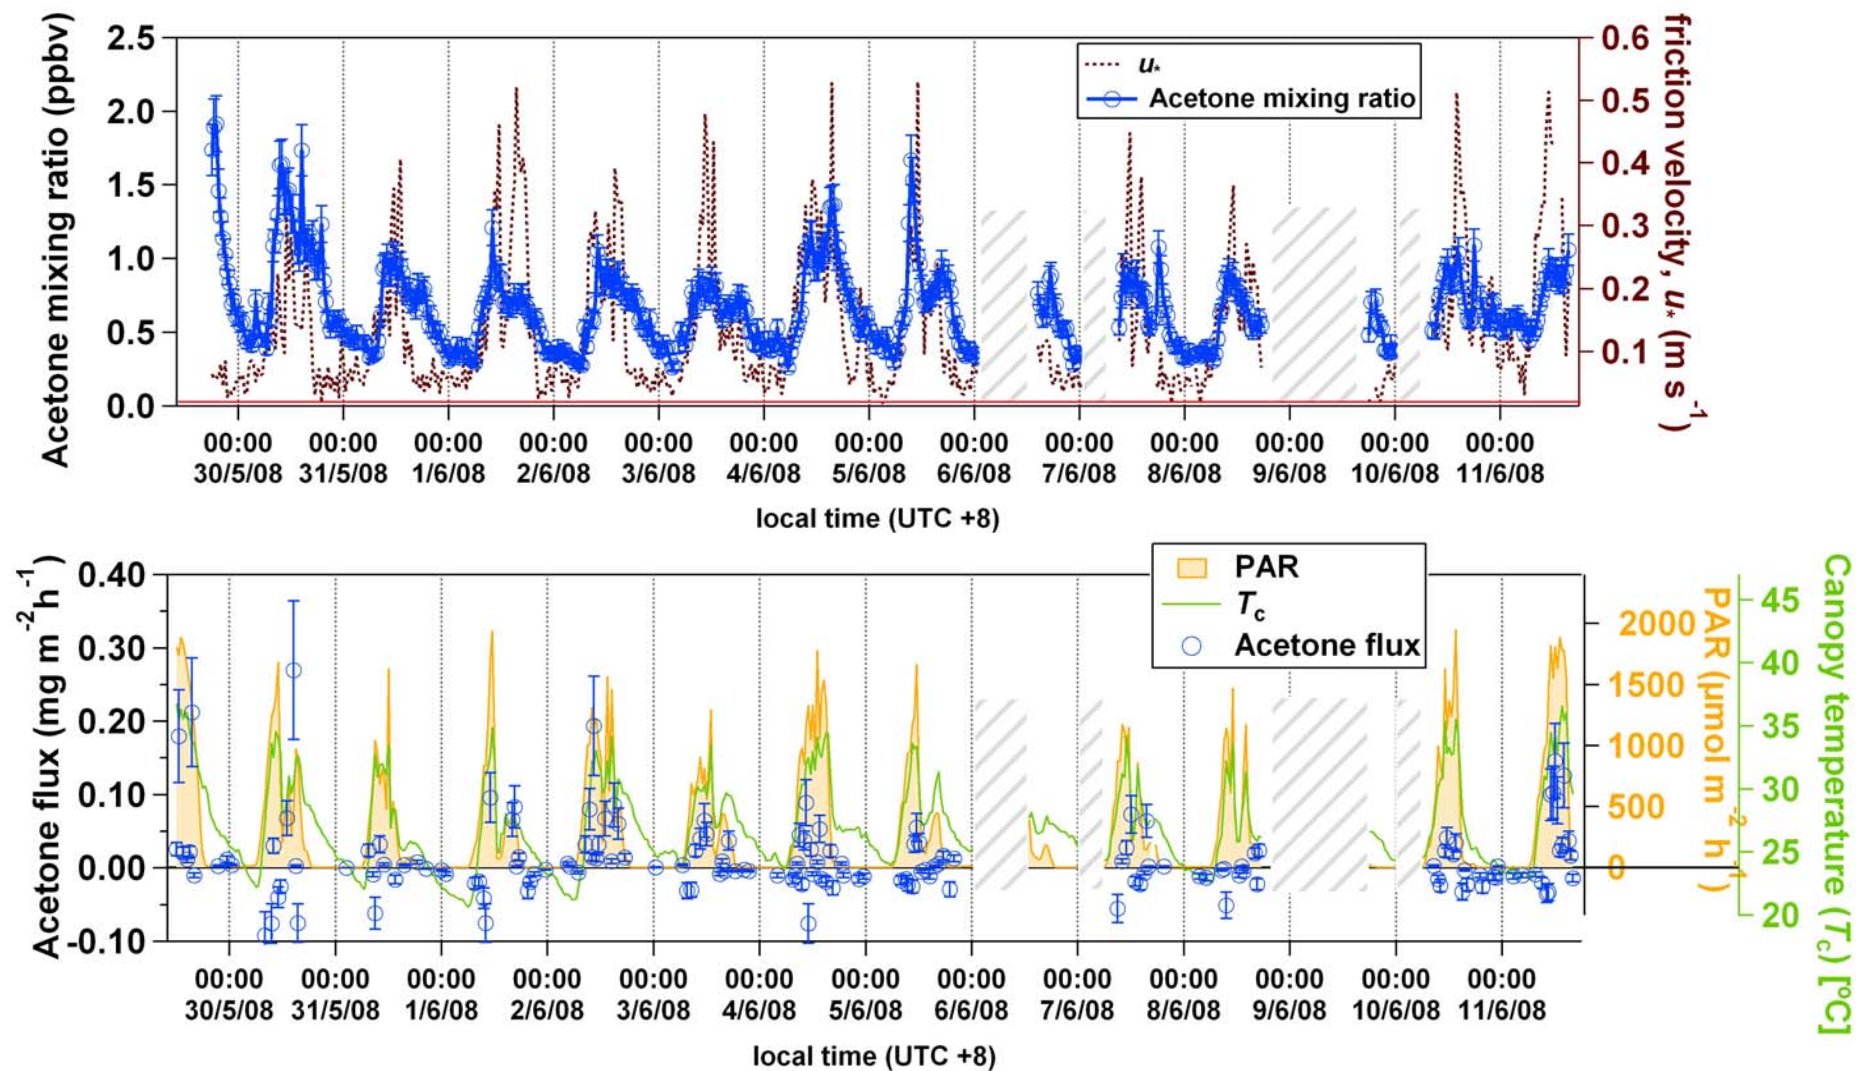 Acetone mixing ratio (ppbv)
2.5
2.0
1.5
1.0
0.5
0.0
u*
Acetone mixing ratio
0.6
0.5
0.4
0.3
0.2
0.1
friction velocity, u* (m s-1)
00:00 00:00 00:00 00:00 00:00 00:00 00:00 00:00 00:00 00:00 00:00 00:00 00:00
30/5/08 31/5/08 1/6/08 2/6/08 3/6/08 4/6/08 5/6/08 6/6/08 7/6/08 8/6/08 9/6/08 10/6/08 11/6/08
local time (UTC +8)
Acetone flux (mg m-2h-1)
0.40
0.30
0.20
0.10
0.00
-0.10
PAR
Tc
Acetone flux
2000
1500
1000
500
0
PAR (µmol m-2 h-1)
45
40
35
30
25
20
Canopy temperature (Tc) [ºC]
00:00 00:00 00:00 00:00 00:00 00:00 00:00 00:00 00:00 00:00 00:00 00:00 00:00
30/5/08 31/5/08 1/6/08 2/6/08 3/6/08 4/6/08 5/6/08 6/6/08 7/6/08 8/6/08 9/6/08 10/6/08 11/6/08
local time (UTC +8)